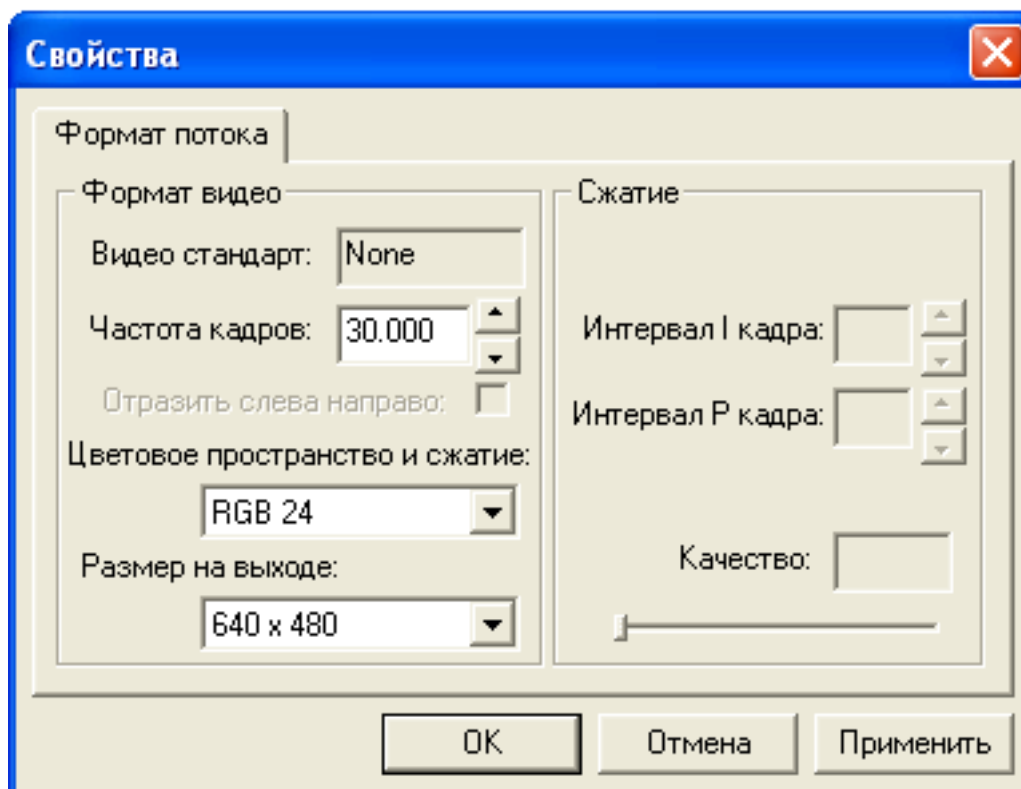 Свойства
Формат потока
Формат видео
Видео стандарт: None
Частота кадров: 30.000
Отразить слева направо:
Цветовое пространство и сжатие:
RGB 24
Размер на выходе:
640 x 480
Сжатие
Интервал I кадра:
Интервал P кадра:
Качество:
OK Отмена Применить